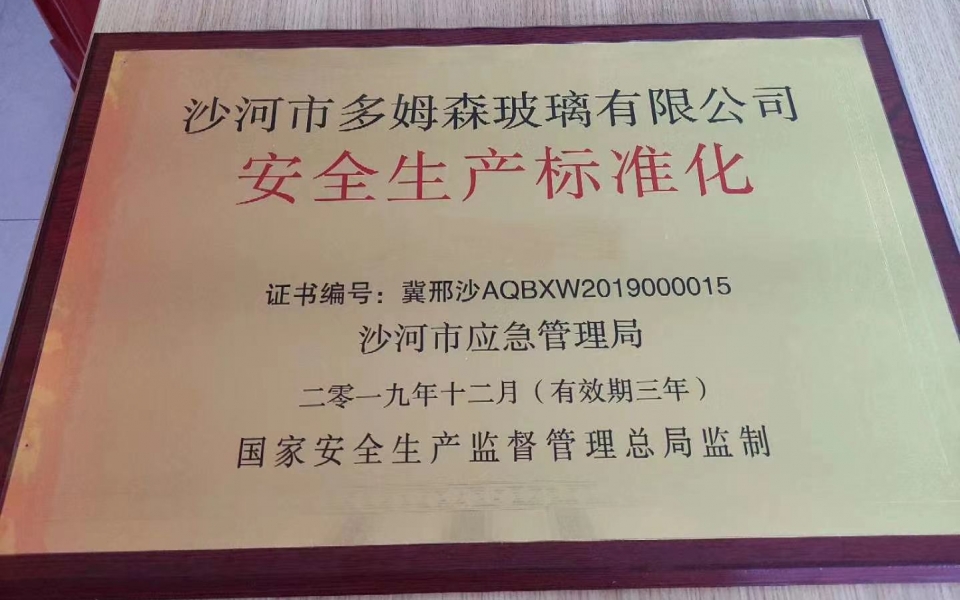 沙河市多姆森玻璃有限公司
安全生产标准化
证书编号：冀邢沙AQBXW2019000015
沙河市应急管理局
二零一九年十二月（有效期三年）
国家安全生产监督管理总局监制